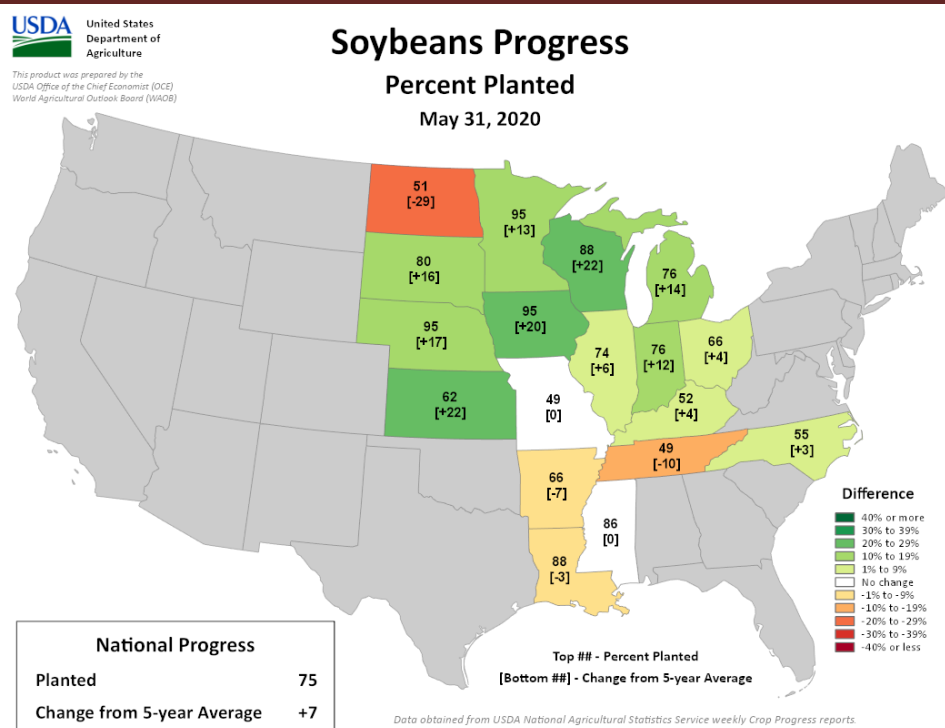 USDA
United States
Department of
Agriculture
This product was prepared by the
USDA Office of the Chief Economist (OCE)
World Agricultural Outlook Board (WAOB)
Soybeans Progress
Percent Planted
May 31, 2020
51
[-29]
95
[+13]
88
[+22]
80
[+16]
76
[+14]
95
[+17]
95
[+20]
74
[+6]
76
[+12]
66
[+4]
62
[+22]
49
[0]
52
[+4]
49
[-10]
55
[+3]
66
[-7]
86
[0]
88
[-3]
Difference
40% or more
30% to 39%
20% to 29%
10% to 19%
1% to 9%
No change
-1% to -9%
-10% to -19%
-20% to -29%
-30% to -39%
-40% or less
National Progress
Planted 75
Change from 5-year Average +7
Top ## - Percent Planted
[Bottom ##] - Change from 5-year Average
Data obtained from USDA National Agricultural Statistics Service weekly Crop Progress reports.